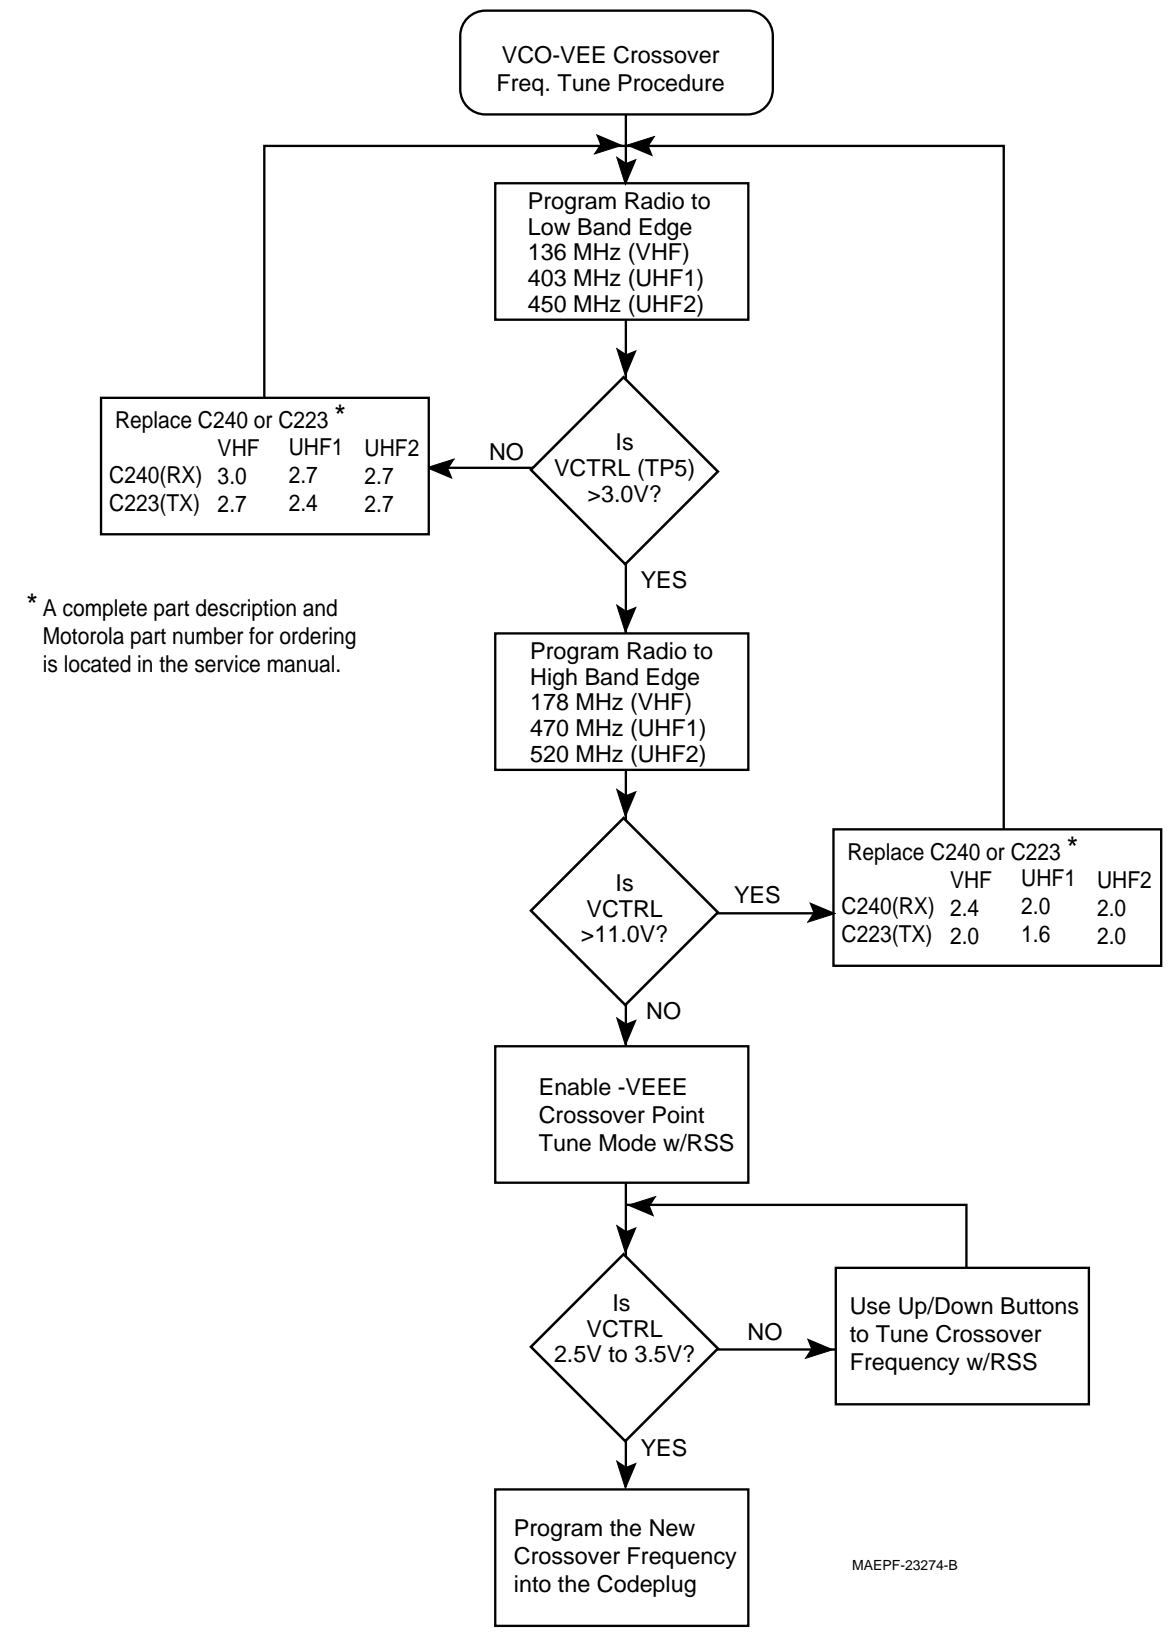 VCO-VEE Crossover
Freq. Tune Procedure
Program Radio to
Low Band Edge
136 MHz (VHF)
403 MHz (UHF1)
450 MHz (UHF2)
Replace C240 or C223 *
VHF UHF1 UHF2
C240(RX) 3.0 2.7 2.7
C223(TX) 2.7 2.4 2.7
NO
Is
VCTRL (TP5)
>3.0V?
YES
* A complete part description and
Motorola part number for ordering
is located in the service manual.
Program Radio to
High Band Edge
178 MHz (VHF)
470 MHz (UHF1)
520 MHz (UHF2)
Is
VCTRL
>11.0V?
YES
Replace C240 or C223 *
VHF UHF1 UHF2
C240(RX) 2.4 2.0 2.0
C223(TX) 2.0 1.6 2.0
NO
Enable -VEEE
Crossover Point
Tune Mode w/RSS
Is
VCTRL
2.5V to 3.5V?
NO
Use Up/Down Buttons
to Tune Crossover
Frequency w/RSS
YES
Program the New
Crossover Frequency
into the Codeplug
MAEPF-23274-B